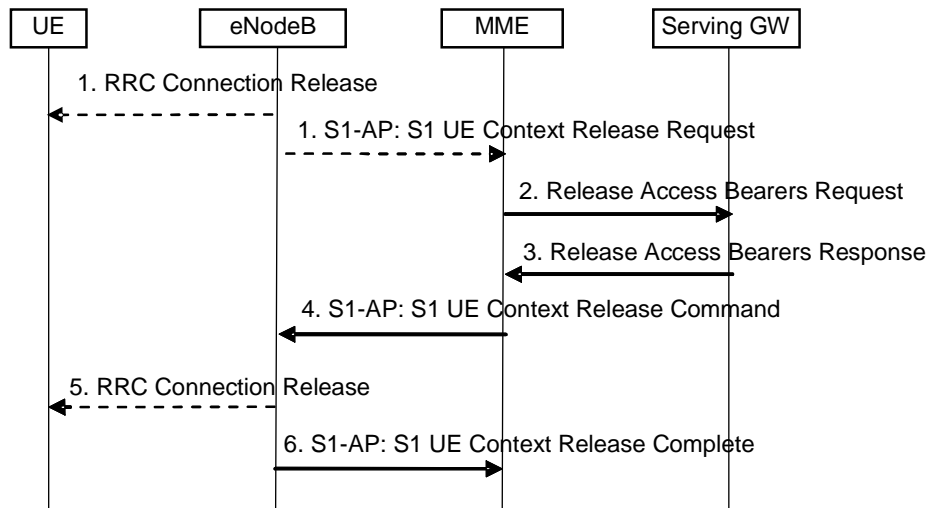 UE
eNodeB
MME
Serving GW
1. RRC Connection Release
1. S1-AP: S1 UE Context Release Request
2. Release Access Bearers Request
3. Release Access Bearers Response
4. S1-AP: S1 UE Context Release Command
5. RRC Connection Release
6. S1-AP: S1 UE Context Release Complete